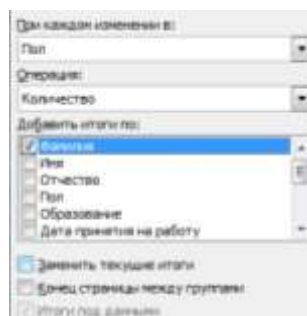 При каждом изменении в:
Пол
Операция:
Количество
Добавить итоги по:
Фамилия
Имя
Отчество
Пол
Образование
Дата принятия на работу
Заменить текущие итоги
Конец страницы между группами
Итоги под данными